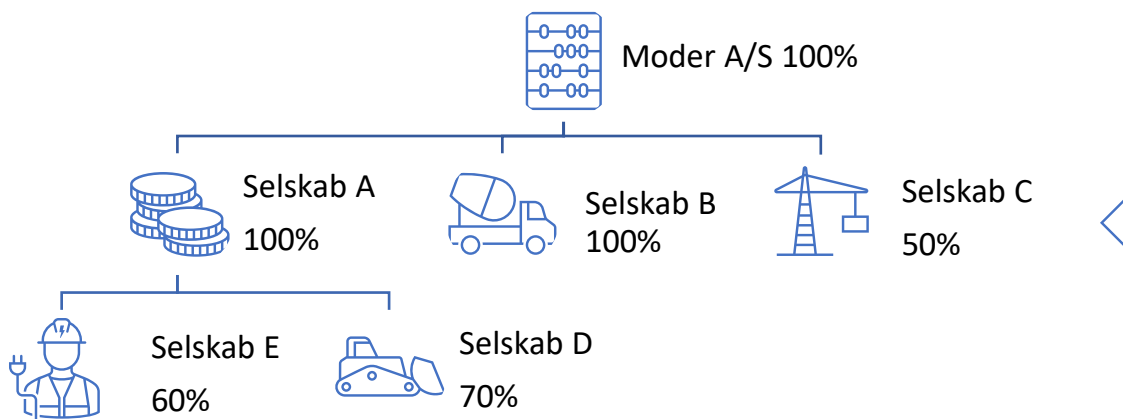 Moder A/S 100%
Selskab A
100%
Selskab B
100%
Selskab C
50%
Selskab E
60%
Selskab D
70%